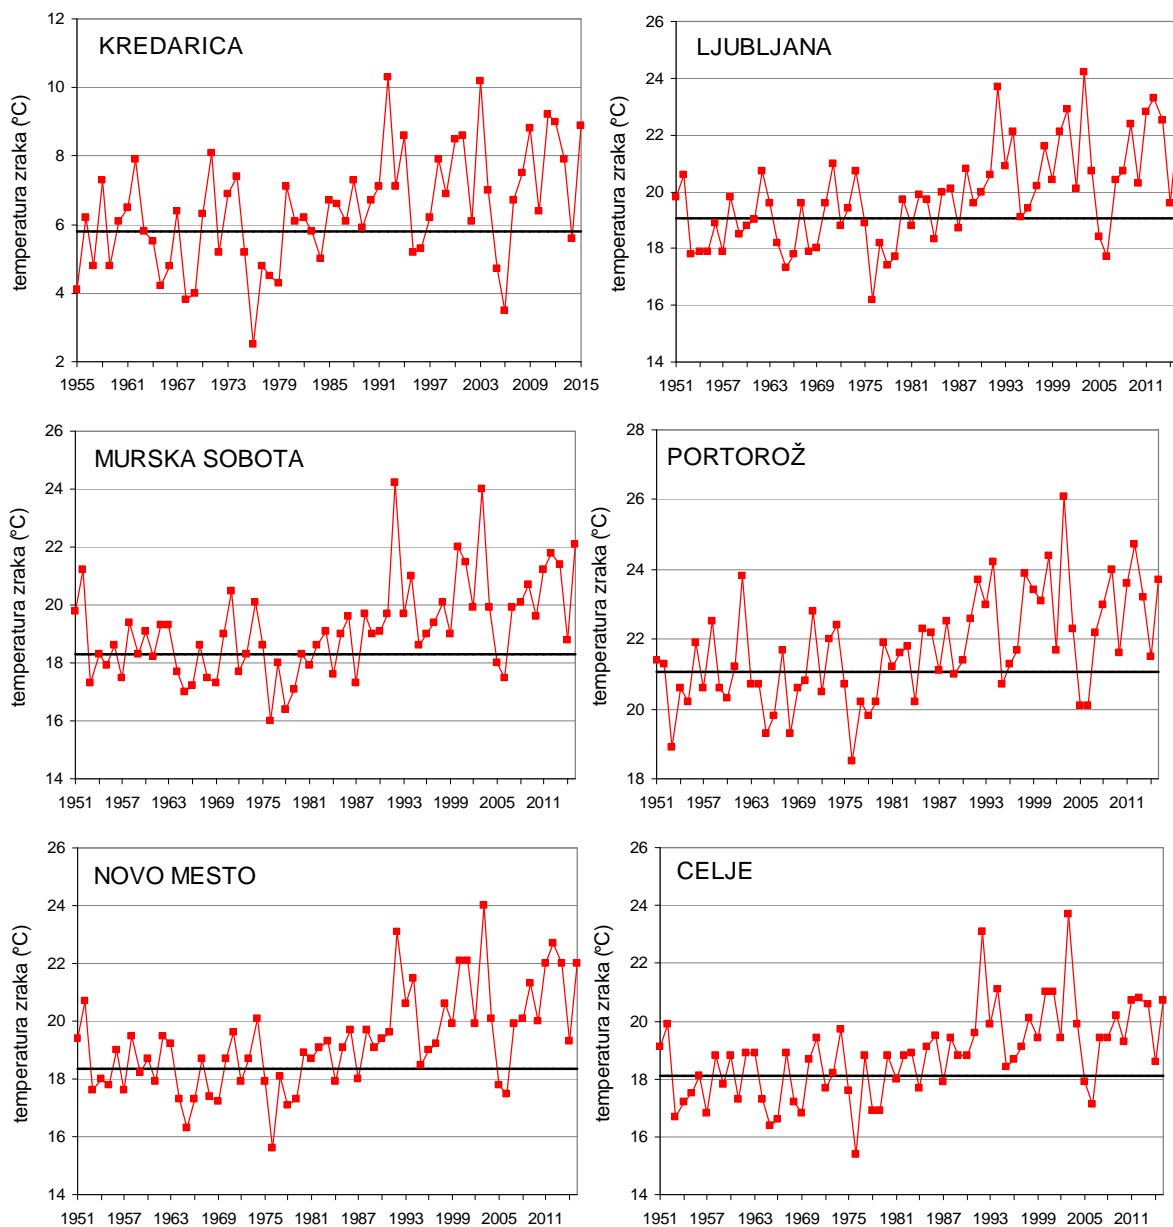 KREDARICA
temperatura zraka (°C)
12
10
8
6
4
2
1955 1961 1967 1973 1979 1985 1991 1997 2003 2009 2015
LJUBLJANA
temperatura zraka (°C)
26
24
22
20
18
16
14
1951 1957 1963 1969 1975 1981 1987 1993 1999 2005 2011
MURSKA SOBOTA
temperatura zraka (°C)
26
24
22
20
18
16
14
1951 1957 1963 1969 1975 1981 1987 1993 1999 2005 2011
PORTOROŽ
temperatura zraka (°C)
28
26
24
22
20
18
1951 1957 1963 1969 1975 1981 1987 1993 1999 2005 2011
NOVO MESTO
temperatura zraka (°C)
26
24
22
20
18
16
14
1951 1957 1963 1969 1975 1981 1987 1993 1999 2005 2011
CELJE
temperatura zraka (°C)
26
24
22
20
18
16
14
1951 1957 1963 1969 1975 1981 1987 1993 1999 2005 2011